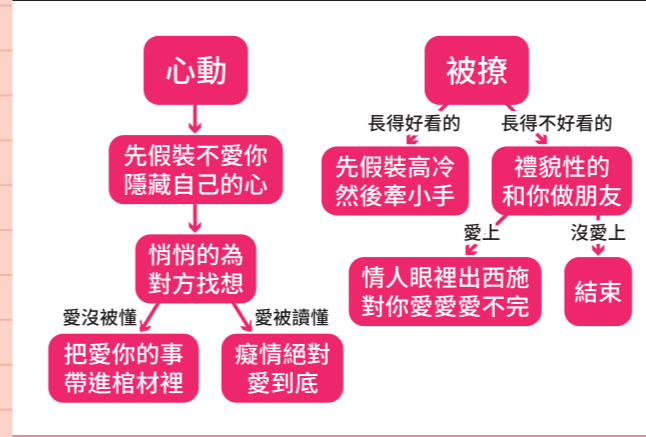 心動
先假裝不愛你
隱藏自己的心
悄悄的為
對方找想
愛沒被懂
愛被讀懂
把愛你的事
帶進棺材裡
癡情絕對
愛到底
被撩
長得好看的
長得不好看的
先假裝高冷
然後牽小手
禮貌性的
和你做朋友
愛上
沒愛上
情人眼裡出西施
對你愛愛愛不完
結束